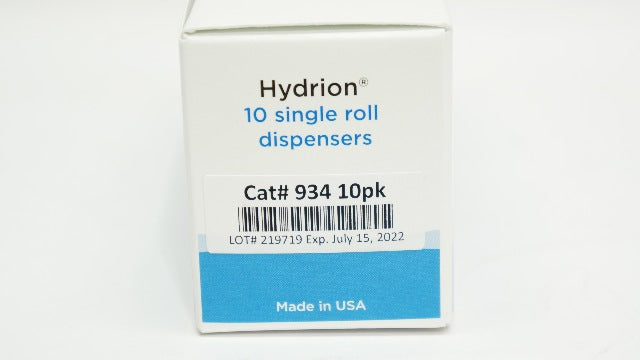 Hydrion®
10 single roll
dispensers
Cat# 934 10pk
LOT# 219719 Exp. July 15, 2022
Made in USA